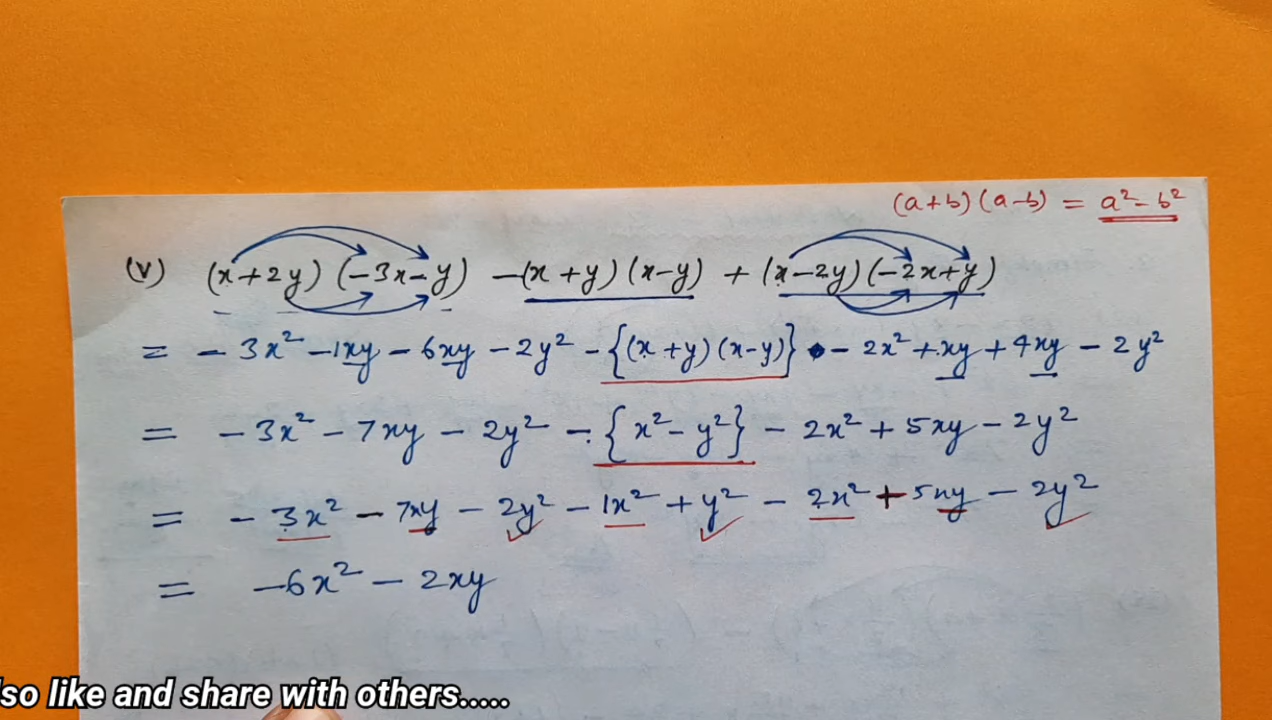 (a+b)(a-b) = a²-b²
(v) (x+2y)(-3x-y) -(x+y)(x-y) + (x-2y)(-2x+y)
= - 3x² -1xy - 6xy - 2y² - {(x+y)(x-y)} - 2x² + xy + 4xy - 2y²
= - 3x² - 7xy - 2y² - {x² - y²} - 2x² + 5xy - 2y²
= - 3x² - 7xy - 2y² - 1x² + y² - 2x² + 5xy - 2y²
= -6x² - 2xy
lso like and share with others.....